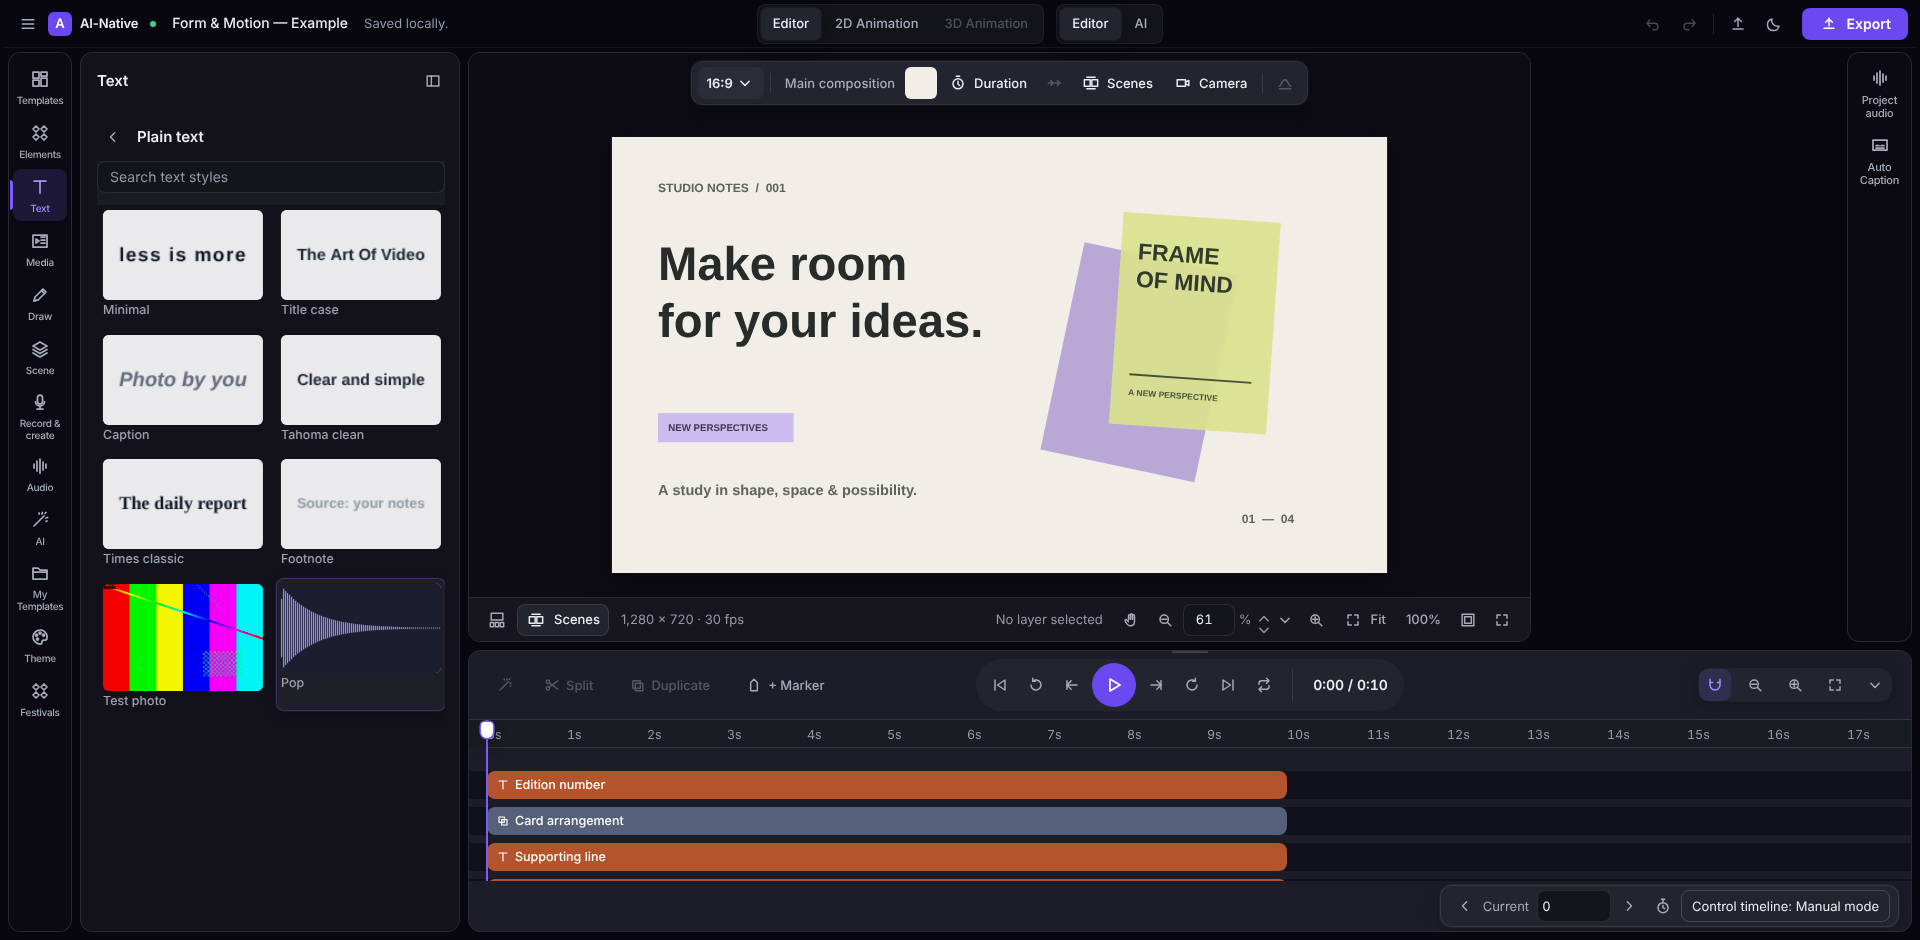 A AI-Native Form & Motion — Example Saved locally.
Editor 2D Animation 3D Animation Editor AI
Export
Templates
Elements
Text
Media
Draw
Scene
Record &
create
Audio
AI
My
Templates
Theme
Festivals
Text
Plain text
Search text styles
less is more
Minimal
The Art Of Video
Title case
Photo by you
Caption
Clear and simple
Tahoma clean
The daily report
Times classic
Source: your notes
Footnote
Test photo
Pop
16:9 Main composition Duration Scenes Camera
STUDIO NOTES / 001
Make room
for your ideas.
NEW PERSPECTIVES
A study in shape, space & possibility.
FRAME
OF MIND
A NEW PERSPECTIVE
01 — 04
Scenes 1,280 × 720 · 30 fps No layer selected 61 % Fit 100%
Project
audio
Auto
Caption
Split Duplicate + Marker 0:00 / 0:10
1s 2s 3s 4s 5s 6s 7s 8s 9s 10s 11s 12s 13s 14s 15s 16s 17s
Edition number
Card arrangement
Supporting line
Current 0 Control timeline: Manual mode